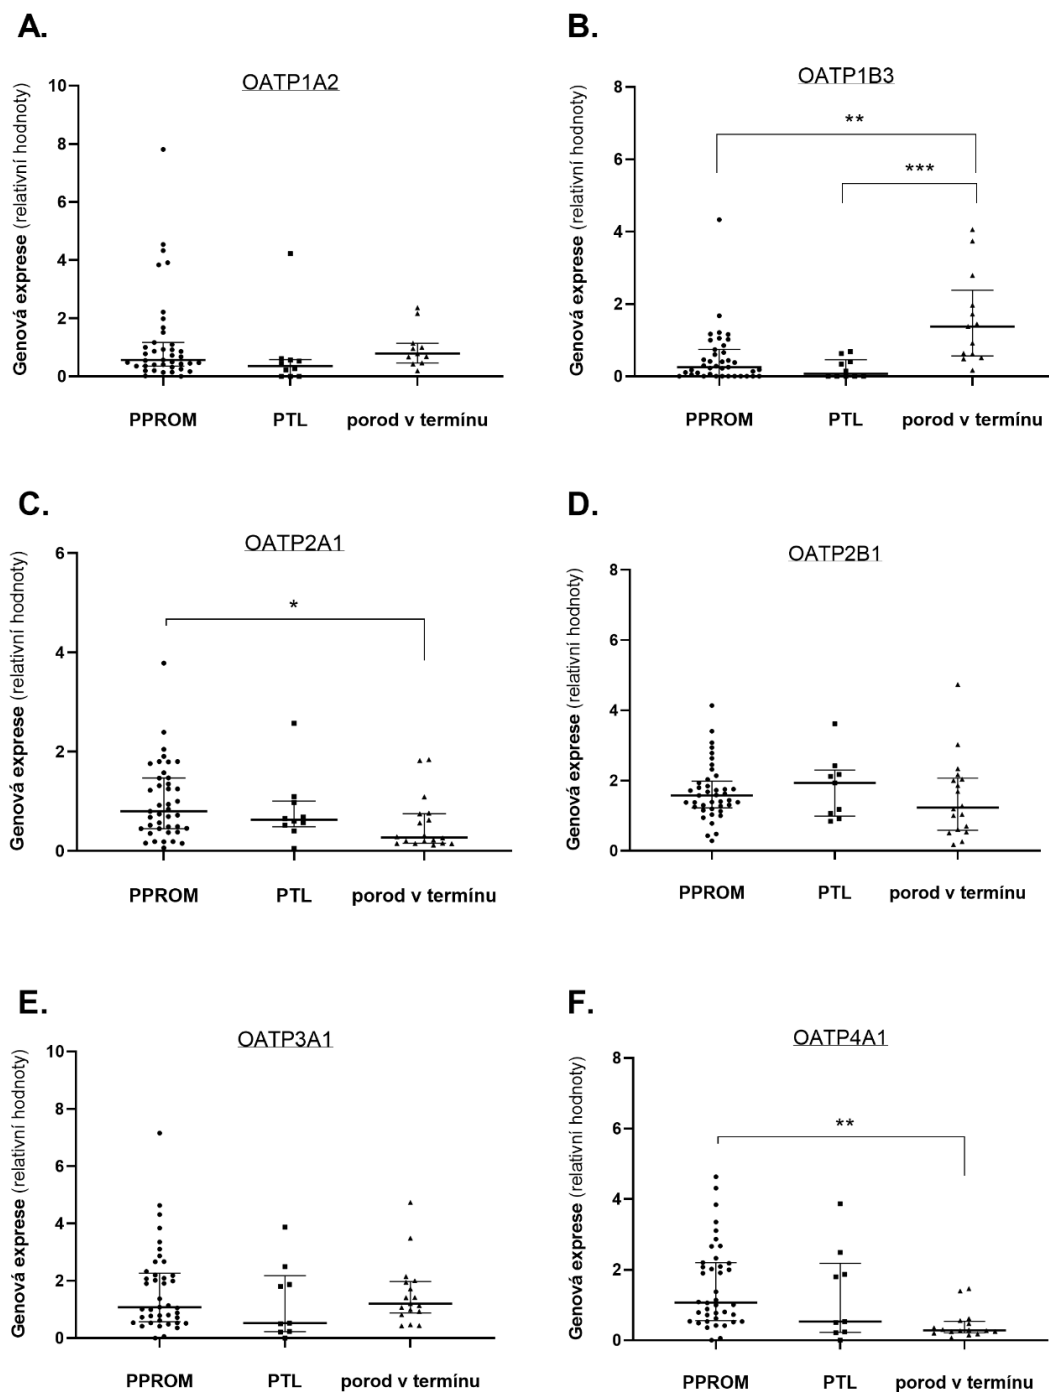 A.
OATP1A2
Genová exprese (relativní hodnoty)
10
8
6
4
2
0
PPROM PTL porod v termínu
B.
OATP1B3
Genová exprese (relativní hodnoty)
8
6
4
2
0
**
***
PPROM PTL porod v termínu
C.
OATP2A1
Genová exprese (relativní hodnoty)
6
4
2
0
*
PPROM PTL porod v termínu
D.
OATP2B1
Genová exprese (relativní hodnoty)
8
6
4
2
0
PPROM PTL porod v termínu
E.
OATP3A1
Genová exprese (relativní hodnoty)
10
8
6
4
2
0
PPROM PTL porod v termínu
F.
OATP4A1
Genová exprese (relativní hodnoty)
8
6
4
2
0
**
PPROM PTL porod v termínu